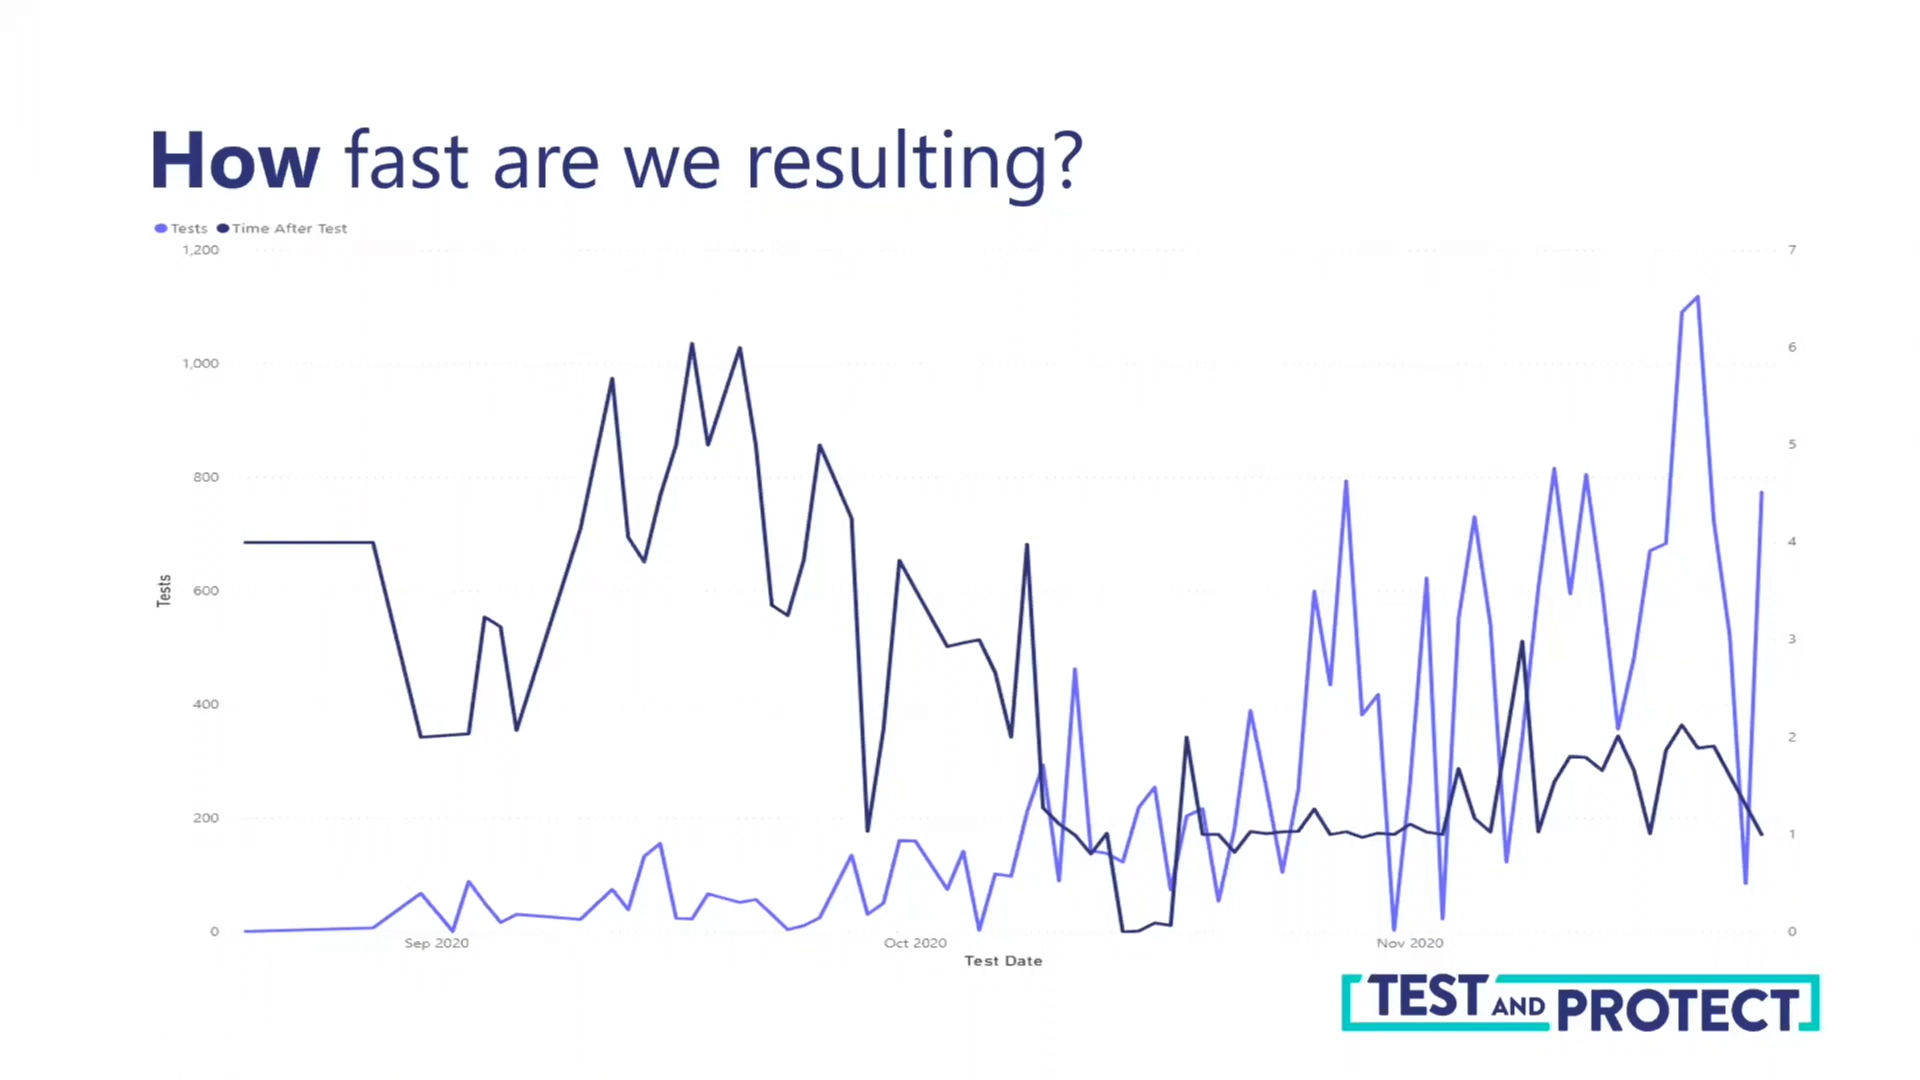 How fast are we resulting?
Tests Time After Test
1,200
1,000
800
600
400
200
0
Tests
7
6
5
4
3
2
1
0
Sep 2020 Oct 2020 Nov 2020
Test Date
TEST AND PROTECT